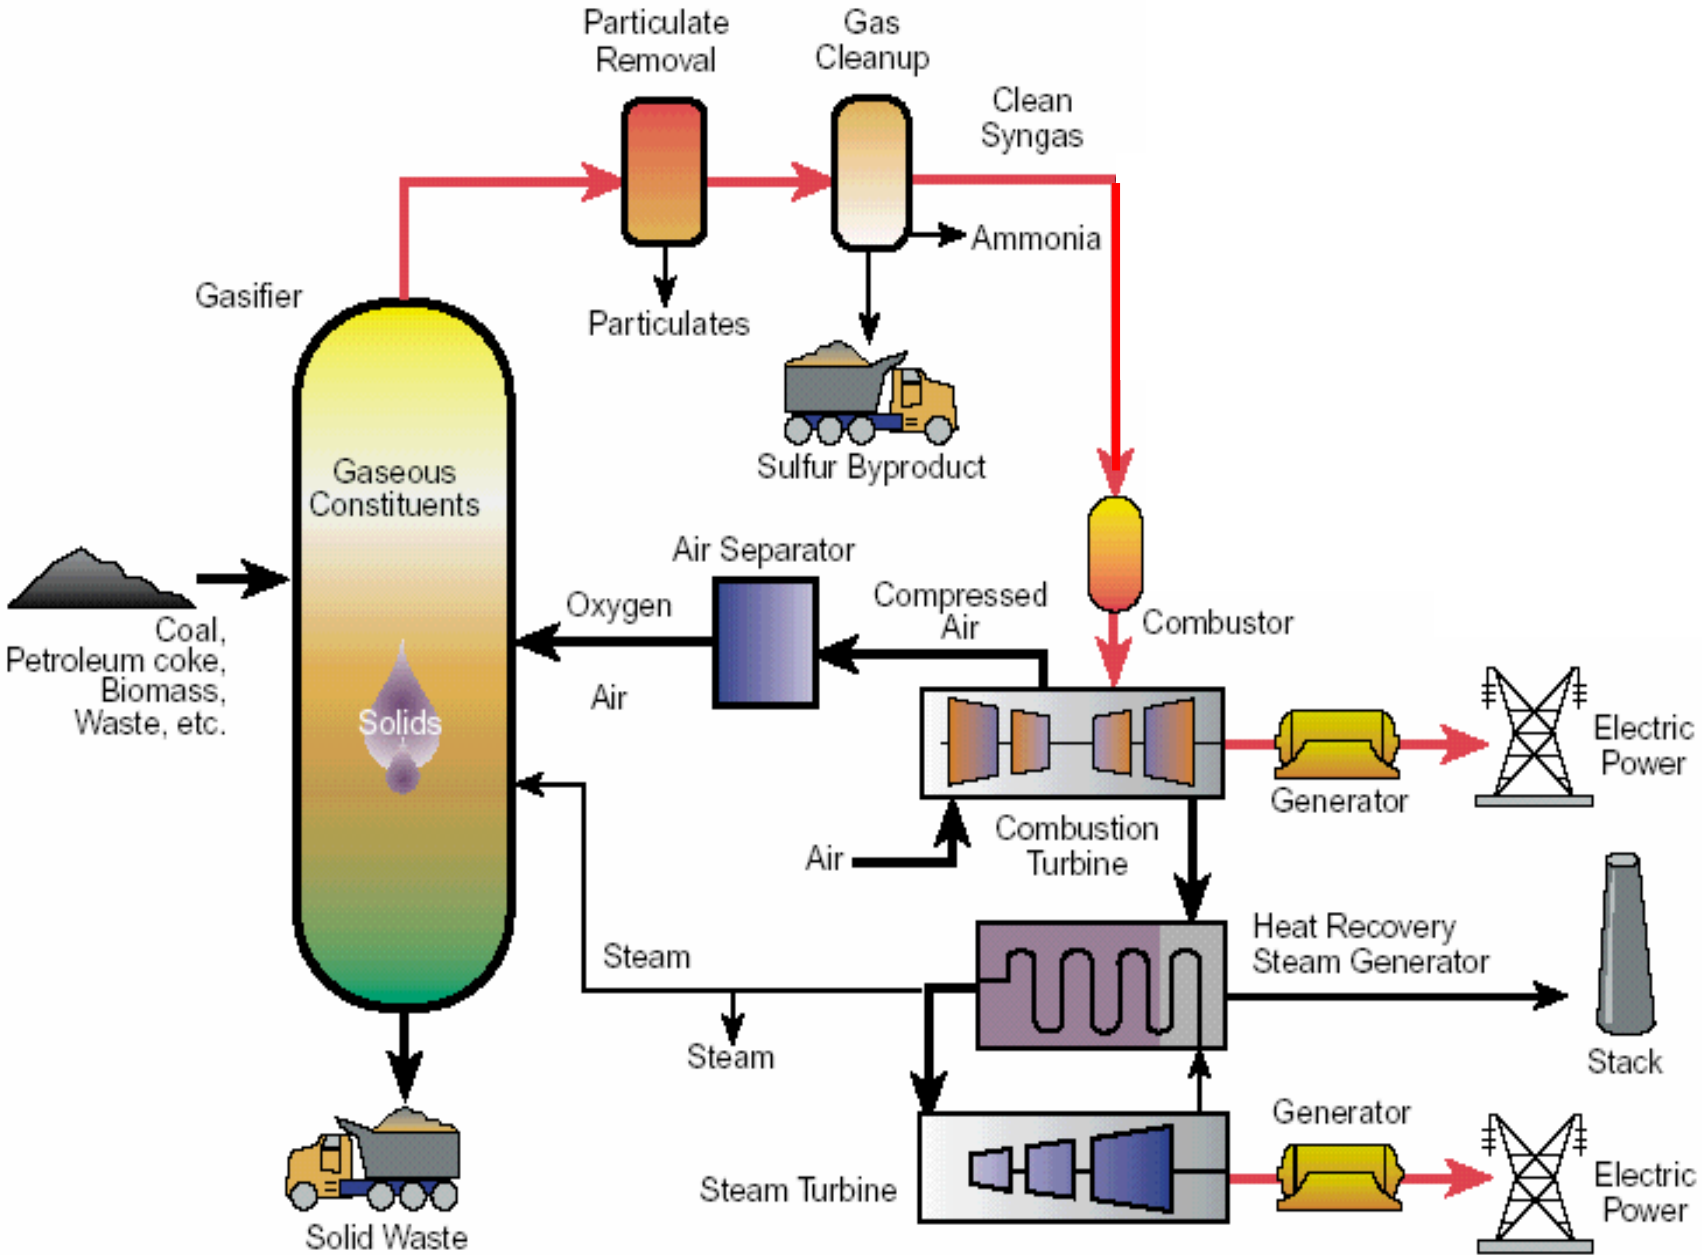 Particulate
Removal
Gas
Cleanup
Clean
Syngas
Ammonia
Gasifier
Particulates
Sulfur Byproduct
Gaseous
Constituents
Air Separator
Oxygen
Compressed
Air
Combustor
Coal,
Petroleum coke,
Biomass,
Waste, etc.
Air
Solids
Electric
Power
Generator
Combustion
Turbine
Air
Heat Recovery
Steam Generator
Steam
Steam
Stack
Generator
Steam Turbine
Electric
Power
Solid Waste